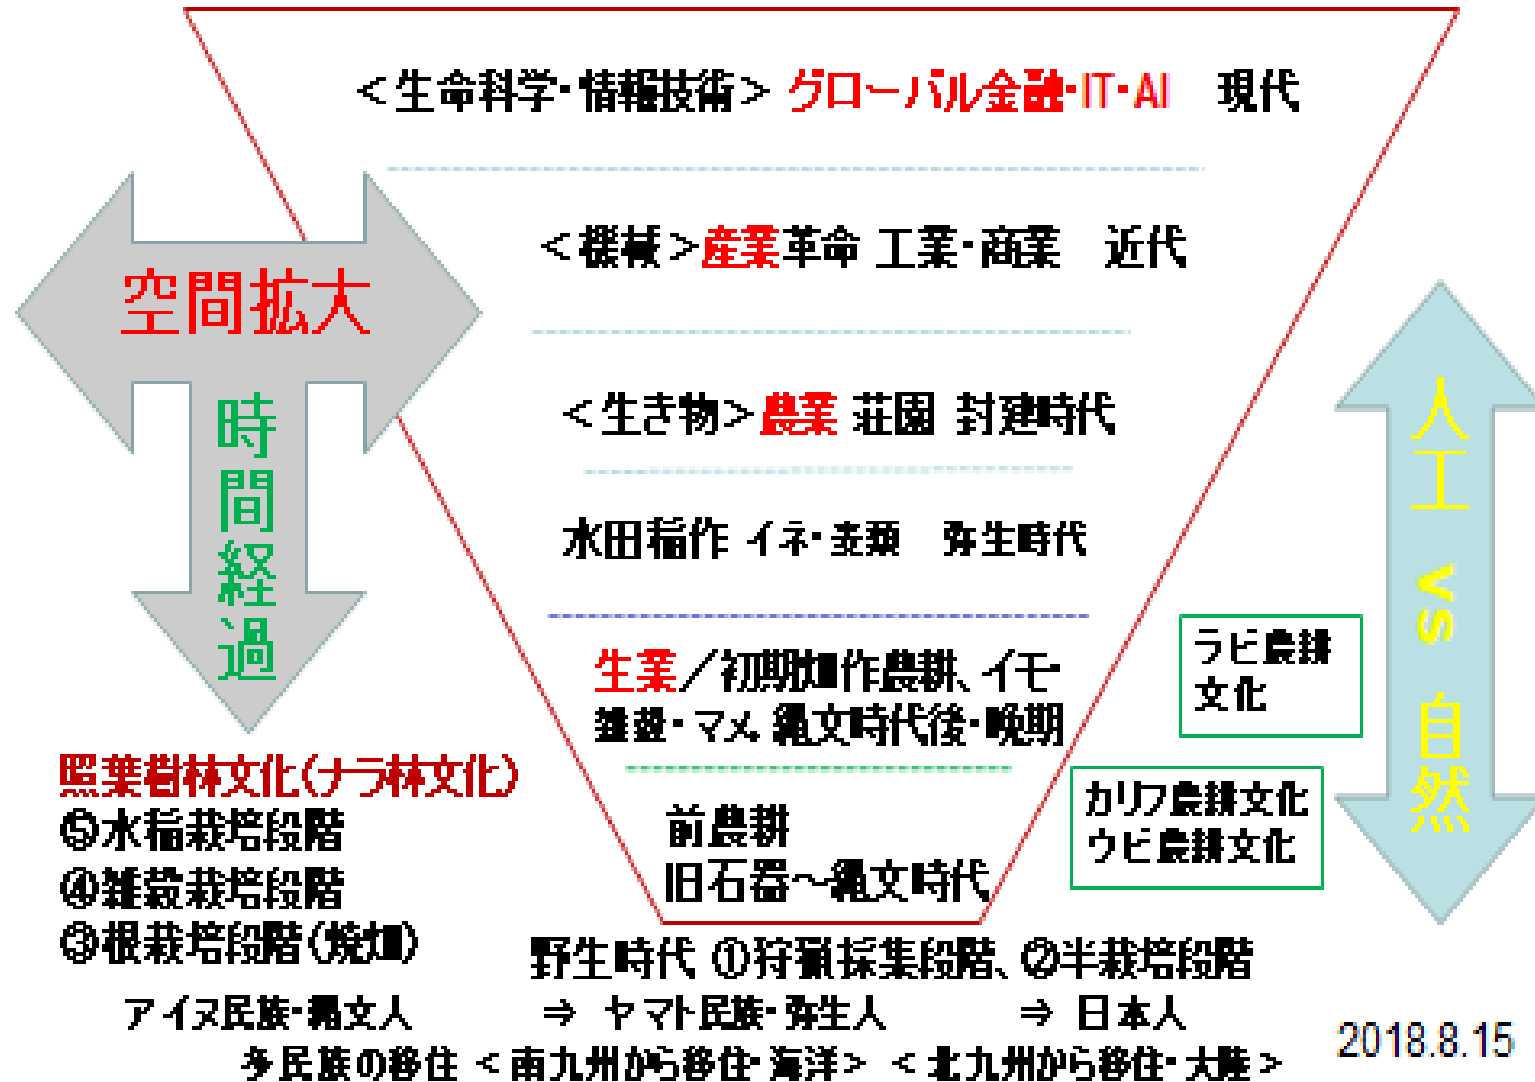 ＜生命科学・情報技術＞ グローバル金融・IT・AI　現代
＜機械＞産業革命 工業・商業　近代
空間拡大
時間経過
＜生き物＞農業 荘園 封建時代
水田稲作 イネ・麦類　弥生時代
生業／初期畑作農耕、イモ・
雑穀・マメ、縄文時代後・晩期
前農耕
旧石器～縄文時代
人工 vs 自然
ラビ農耕
文化
カリフ農耕文化
ウビ農耕文化
照葉樹林文化(ナラ林文化)
⑤水稲栽培段階
④雑穀栽培段階
③根栽培段階(焼畑)
野生時代 ①狩猟採集段階、②半栽培段階
アイヌ民族・縄文人　⇒ ヤマト民族・弥生人　⇒ 日本人
多民族の移住 ＜南九州から移住・海洋＞ ＜北九州から移住・大陸＞
2018.8.15